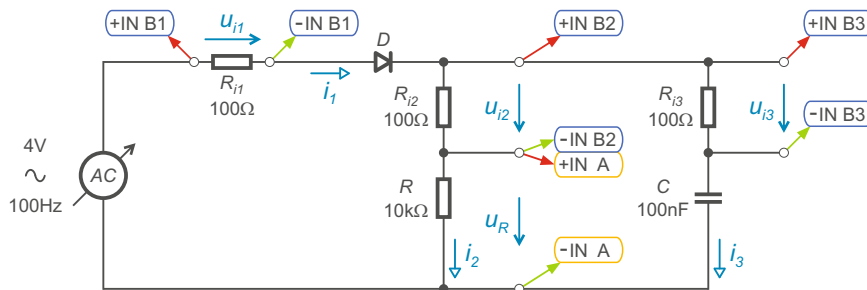 +IN B1
u_i1
-IN B1
D
+IN B2
+IN B3
R_i1
100Ω
i_1
R_i2
100Ω
u_i2
R_i3
100Ω
u_i3
-IN B3
4V
-IN B2
+IN A
AC
R
10kΩ
C
100nF
100Hz
u_R
i_2
-IN A
i_3